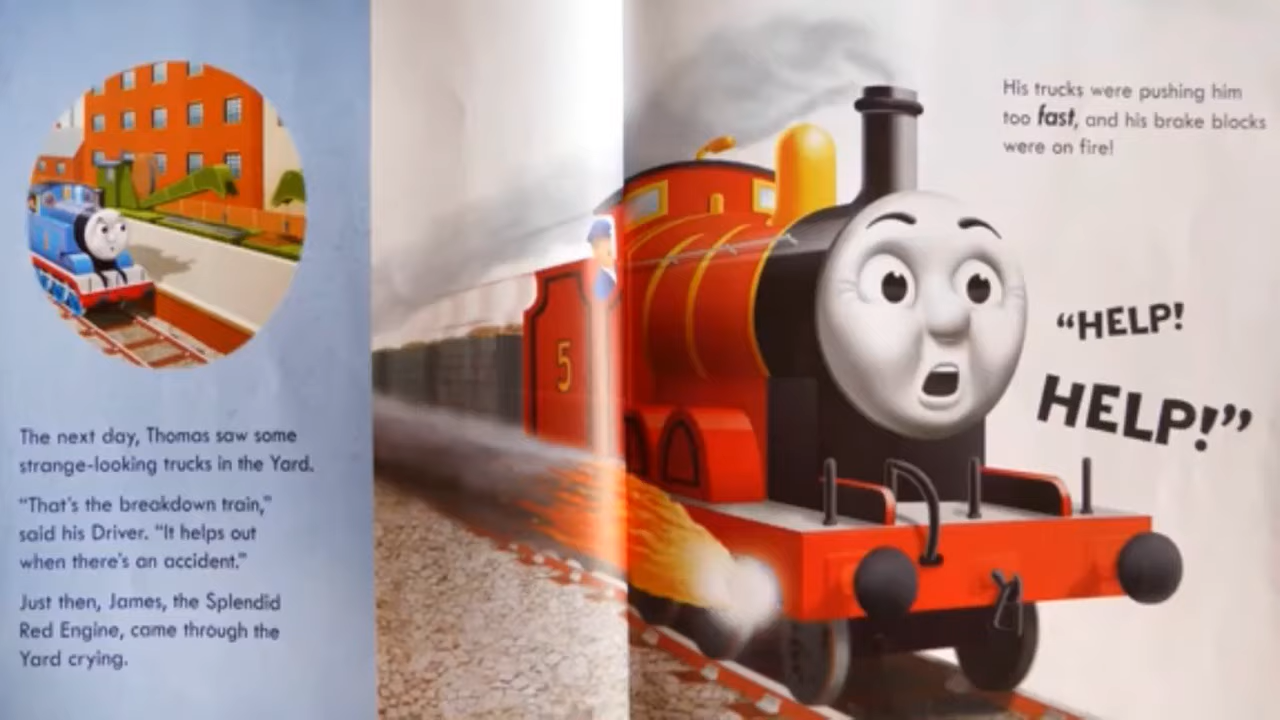 The next day, Thomas saw some
strange-looking trucks in the Yard.
“That’s the breakdown train,”
said his Driver. “It helps out
when there’s an accident.”
Just then, James, the Splendid
Red Engine, came through the
Yard crying.
5
His trucks were pushing him
too fast, and his brake blocks
were on fire!
“HELP!
HELP!”